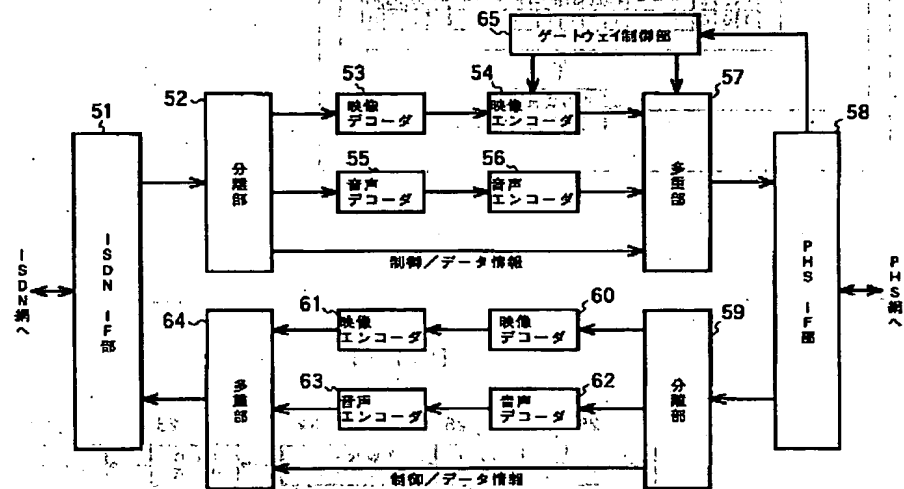 65
ゲートウェイ制御部
53
映像
デコーダ
54
映像
エンコーダ
57
52
51
58
分離部
55
音声
デコーダ
56
音声
エンコーダ
多重部
制御/データ情報
ISDN網へ
ISDN IF部
PHS IF部
PHS網へ
64
61
映像
エンコーダ
60
映像
デコーダ
59
多重部
63
音声
エンコーダ
62
音声
デコーダ
分離部
制御/データ情報